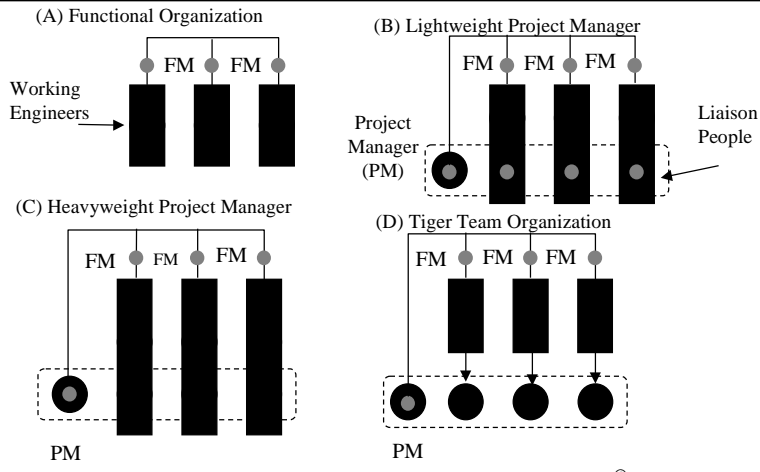 (A) Functional Organization
FM FM
Working
Engineers
(B) Lightweight Project Manager
FM FM FM
Project
Manager
(PM)
Liaison
People
(C) Heavyweight Project Manager
FM FM FM
PM
(D) Tiger Team Organization
FM FM FM
PM